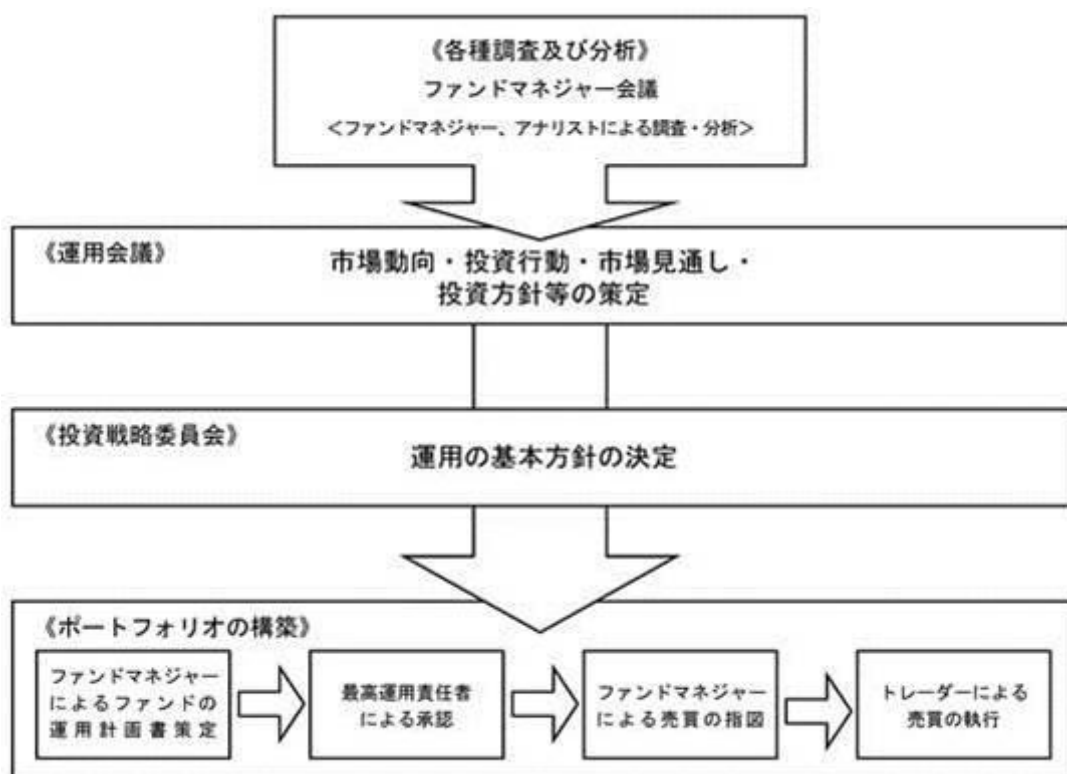 《各種調査及び分析》
ファンドマネジャー会議
＜ファンドマネジャー、アナリストによる調査・分析＞
《運用会議》
市場動向・投資行動・市場見通し・
投資方針等の策定
《投資戦略委員会》
運用の基本方針の決定
《ポートフォリオの構築》
ファンドマネジャー
によるファンドの
運用計画書策定
最高運用責任者
による承認
ファンドマネジャー
による売買の指図
トレーダーによる
売買の執行